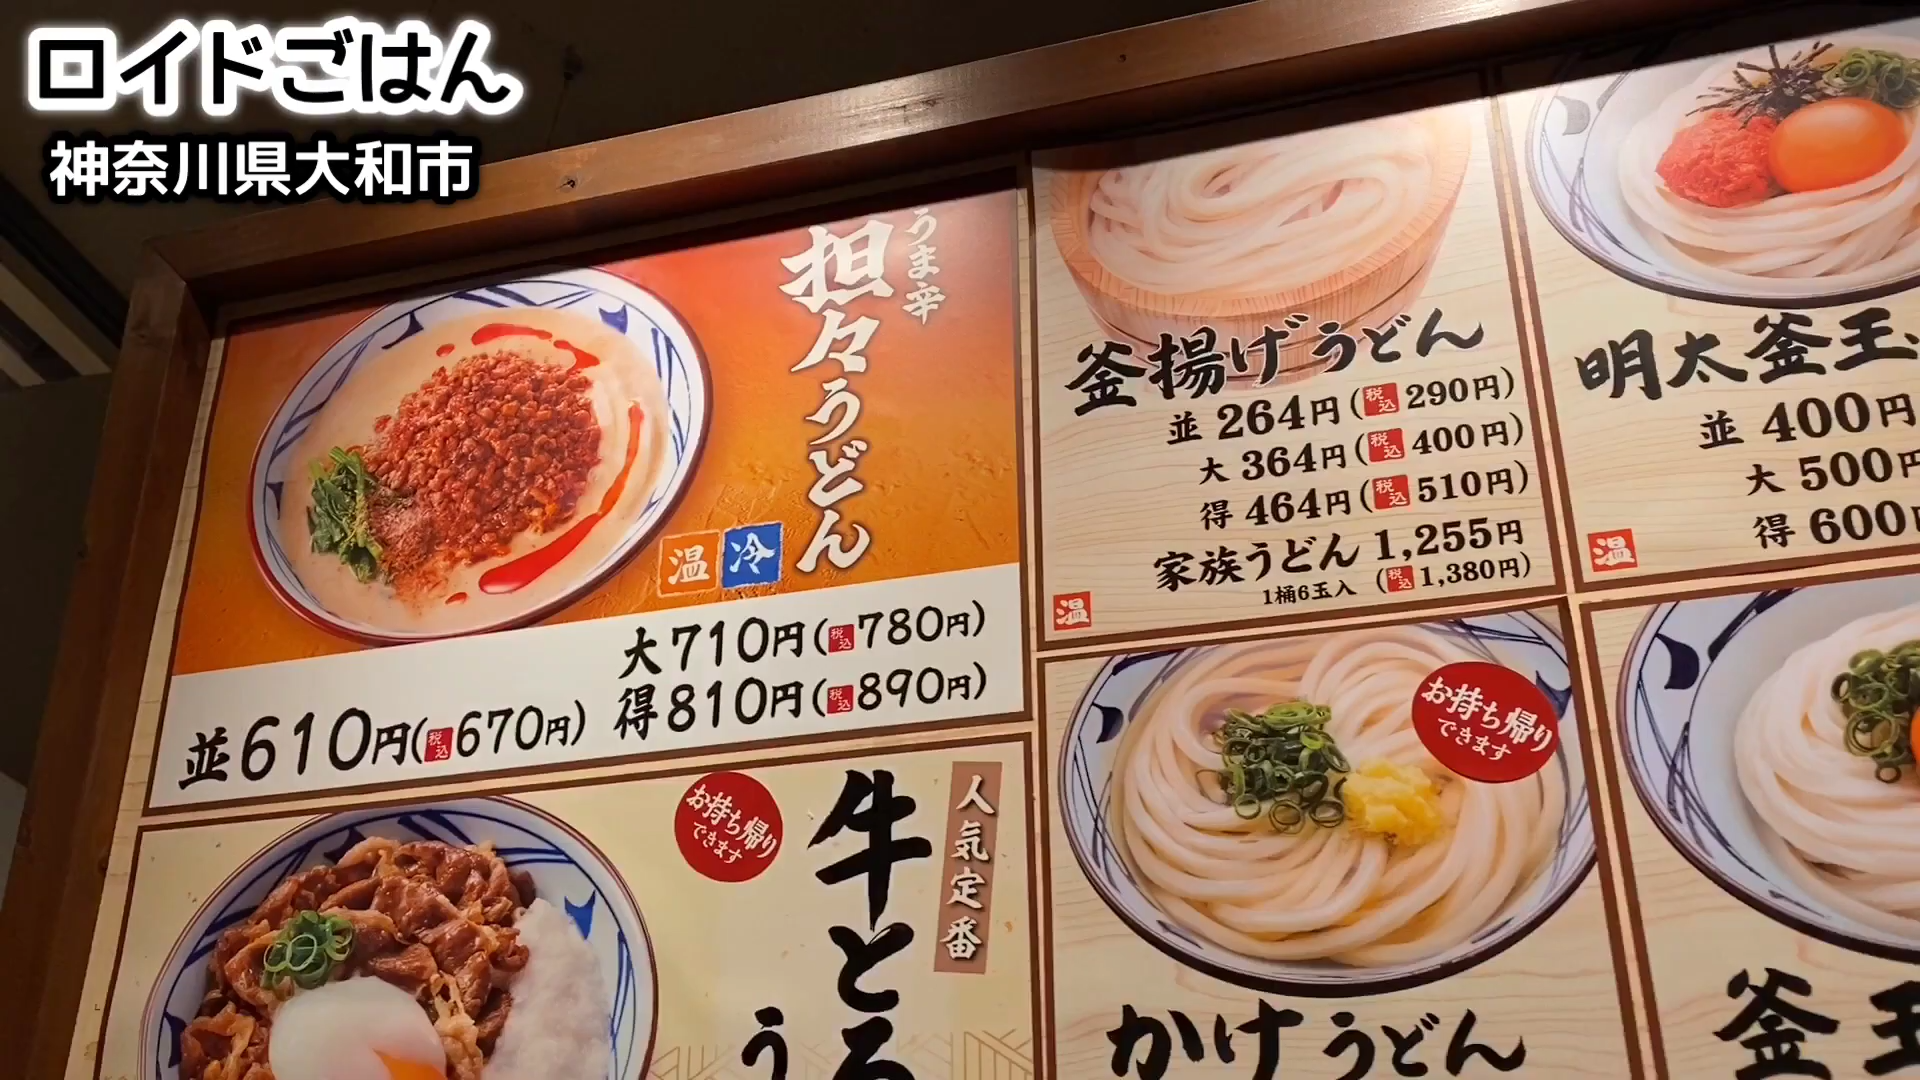 ロイドごはん
神奈川県大和市
うま辛
担々うどん
温 冷
並610円(税込670円)
大710円(税込780円)
得810円(税込890円)
釜揚げうどん
並 264円(税込290円)
大 364円(税込400円)
得 464円(税込510円)
家族うどん 1,255円
1桶6玉入 (税込1,380円)
温
明太釜玉
並 400円
大 500円
得 600
温
人気定番
牛とろ
う
お持ち帰り
できます
お持ち帰り
できます
かけうどん
釜玉